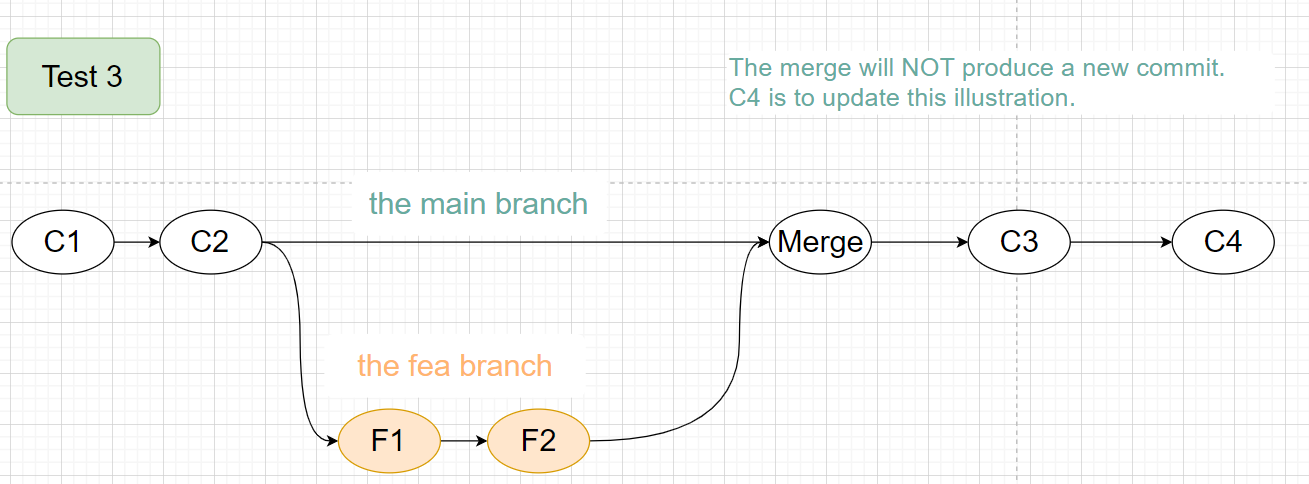 Test 3
The merge will NOT produce a new commit.
C4 is to update this illustration.
the main branch
C1
C2
Merge
C3
C4
the fea branch
F1
F2